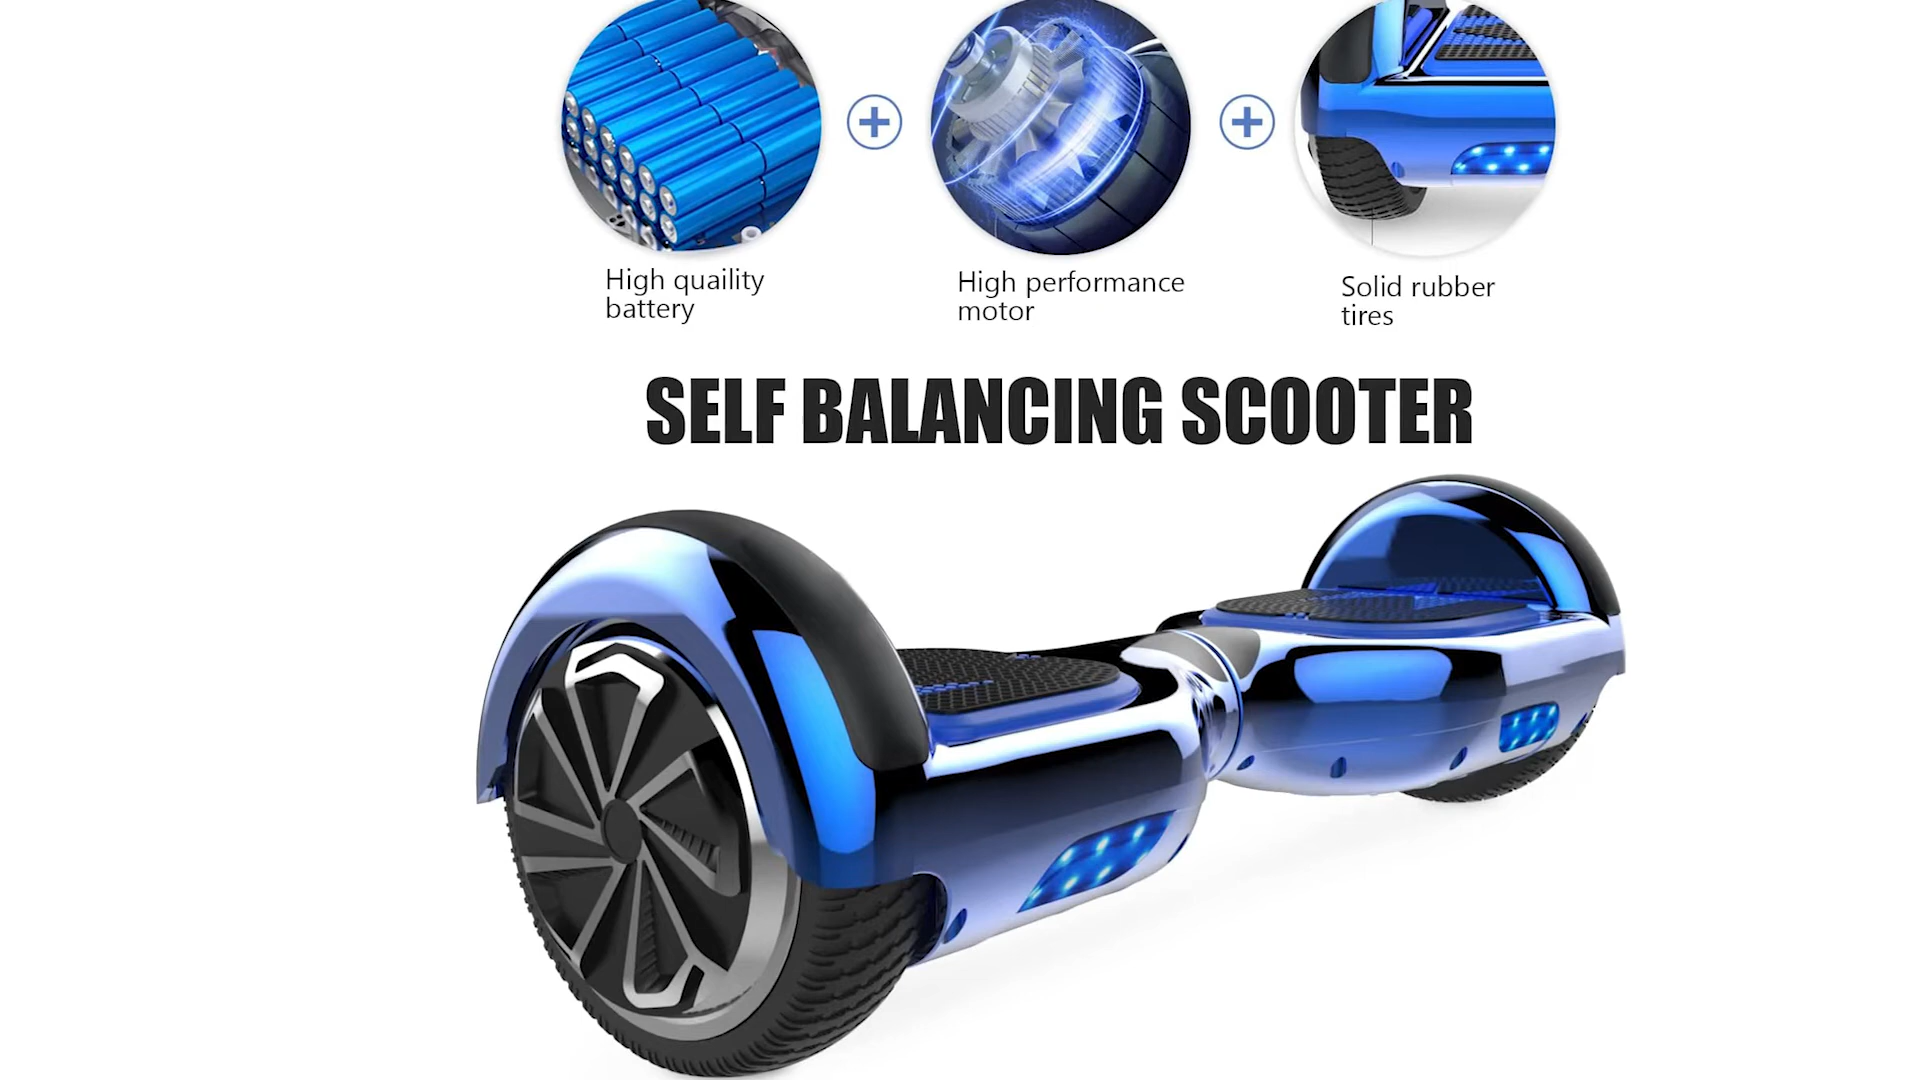 High quaility
battery
High performance
motor
Solid rubber
tires
SELF BALANCING SCOOTER